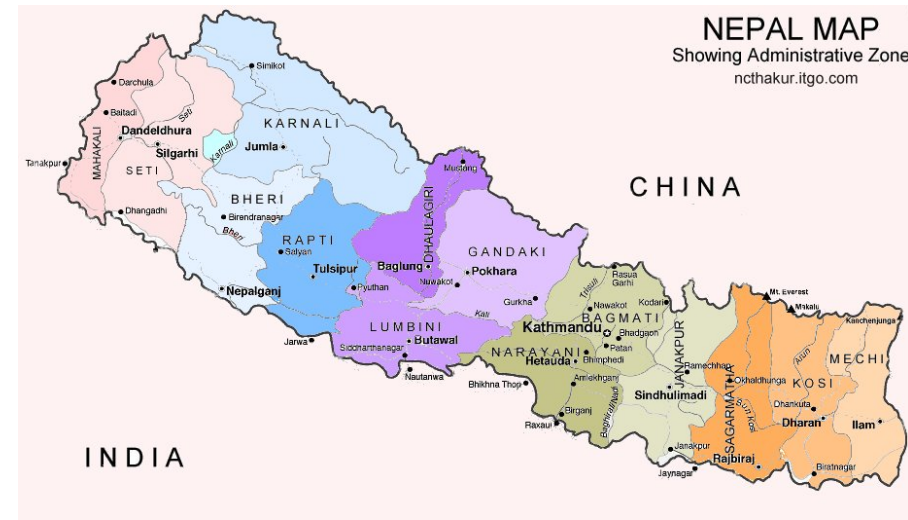 NEPAL MAP
Showing Administrative Zone
ncthakur.itgo.com
Simikot
Darchula
Baitadi
Seti
KARNALI
Dandeldhura
Karnali
Jumla
Silgarhi
MAHAKALI
Tanakpur
SETI
Mustang
CHINA
Dhangadhi
BHERI
Birendranagar
Bheri
DHAULAGIRI
RAPTI
Salyan
GANDAKI
Tulsipur
Baglung
Pokhara
Rasua
Garhi
Nuwakot
Nepalganj
Pyuthan
Trisua
Mt. Everest
Makalu
Gurkha
Nawakot
Kodari
Kanchenjunga
Kali
BAGMATI
LUMBINI
Kathmandu
Bhadgaon
Jarwa
Butawal
Patan
Siddharthanagar
NARAYANI
Bhimphedi
JANAKPUR
Arun
MECHI
Hetauda
Nautanwa
Ramechhap
Bhikhna Thop
Amlekhganj
Okhaldhunga
KOSI
Sindhulimadi
Baghirat/Nadi
SAGARMATHA
Sun Kosi
Dhankuta
Birganj
Raxaul
Dharan
Ilam
Janakpur
INDIA
Rajbiraj
Jaynagar
Biratnagar